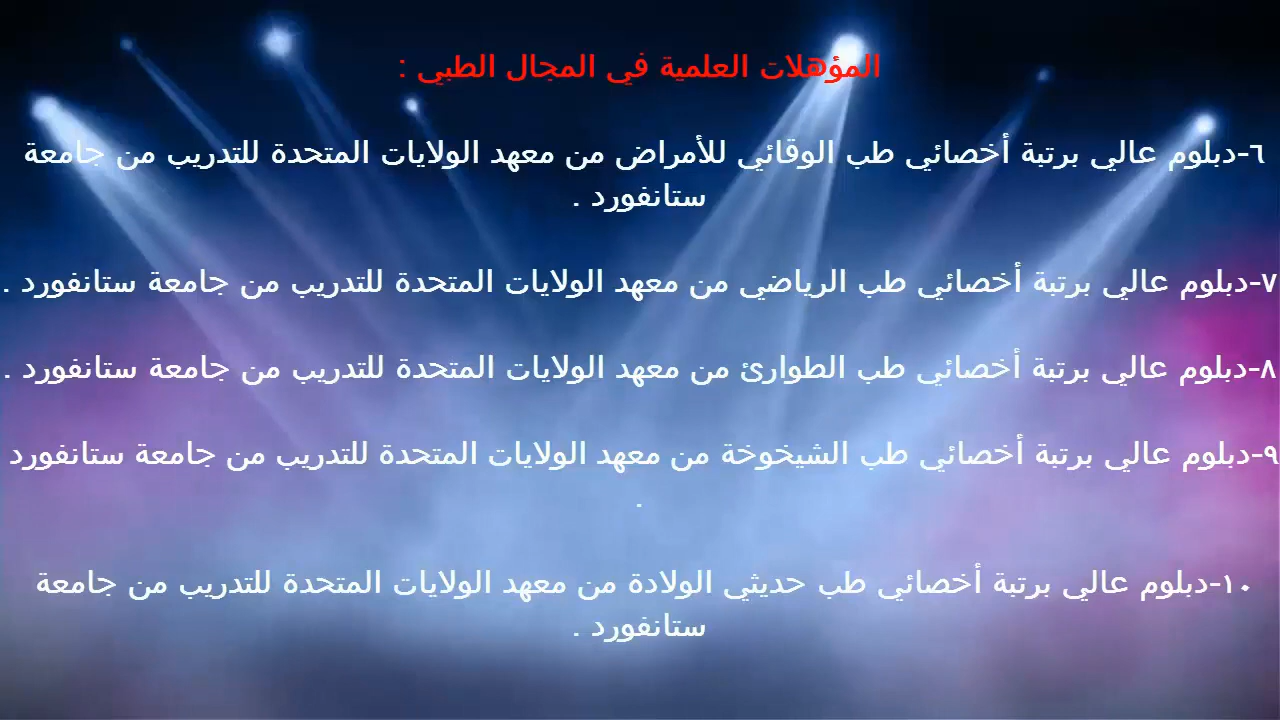 المؤهلات العلمية في المجال الطبي :
٦-دبلوم عالي برتبة أخصائي طب الوقائي للأمراض من معهد الولايات المتحدة للتدريب من جامعة
ستانفورد .
٧-دبلوم عالي برتبة أخصائي طب الرياضي من معهد الولايات المتحدة للتدريب من جامعة ستانفورد .
٨-دبلوم عالي برتبة أخصائي طب الطوارئ من معهد الولايات المتحدة للتدريب من جامعة ستانفورد .
٩-دبلوم عالي برتبة أخصائي طب الشيخوخة من معهد الولايات المتحدة للتدريب من جامعة ستانفورد
.
١٠-دبلوم عالي برتبة أخصائي طب حديثي الولادة من معهد الولايات المتحدة للتدريب من جامعة
ستانفورد .